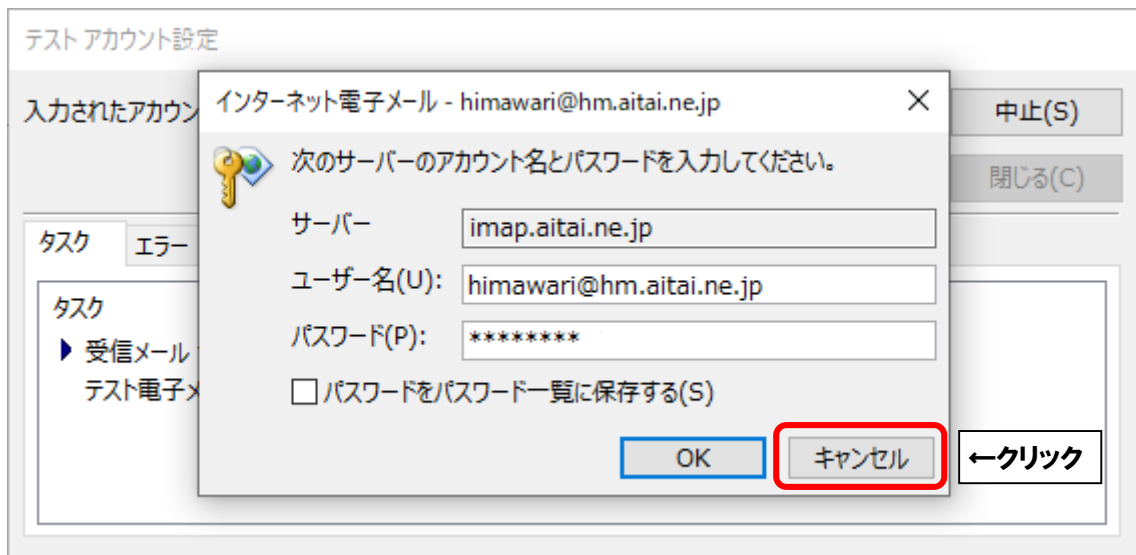 テスト アカウント設定
入力されたアカウン
中止(S)
閉じる(C)
インターネット電子メール - himawari@hm.aitai.ne.jp
次のサーバーのアカウント名とパスワードを入力してください。
サーバー
imap.aitai.ne.jp
ユーザー名(U):
himawari@hm.aitai.ne.jp
パスワード(P):
********
パスワードをパスワード一覧に保存する(S)
OK
キャンセル
←クリック
タスク
エラー
タスク
受信メール
テスト電子メ